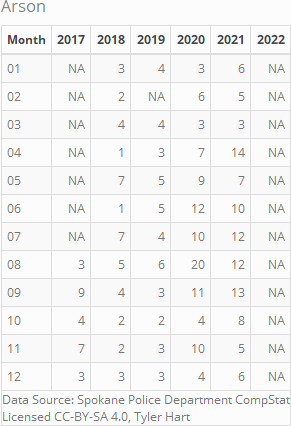 Arson
Month 2017 2018 2019 2020 2021 2022
01 NA 3 4 3 6 NA
02 NA 2 NA 6 5 NA
03 NA 4 4 3 3 NA
04 NA 1 3 7 14 NA
05 NA 7 5 9 7 NA
06 NA 1 5 12 10 NA
07 NA 7 4 10 12 NA
08 3 5 6 20 12 NA
09 9 4 3 11 13 NA
10 4 2 2 4 8 NA
11 7 2 3 10 5 NA
12 3 3 3 4 6 NA
Data Source: Spokane Police Department CompStat
Licensed CC-BY-SA 4.0, Tyler Hart